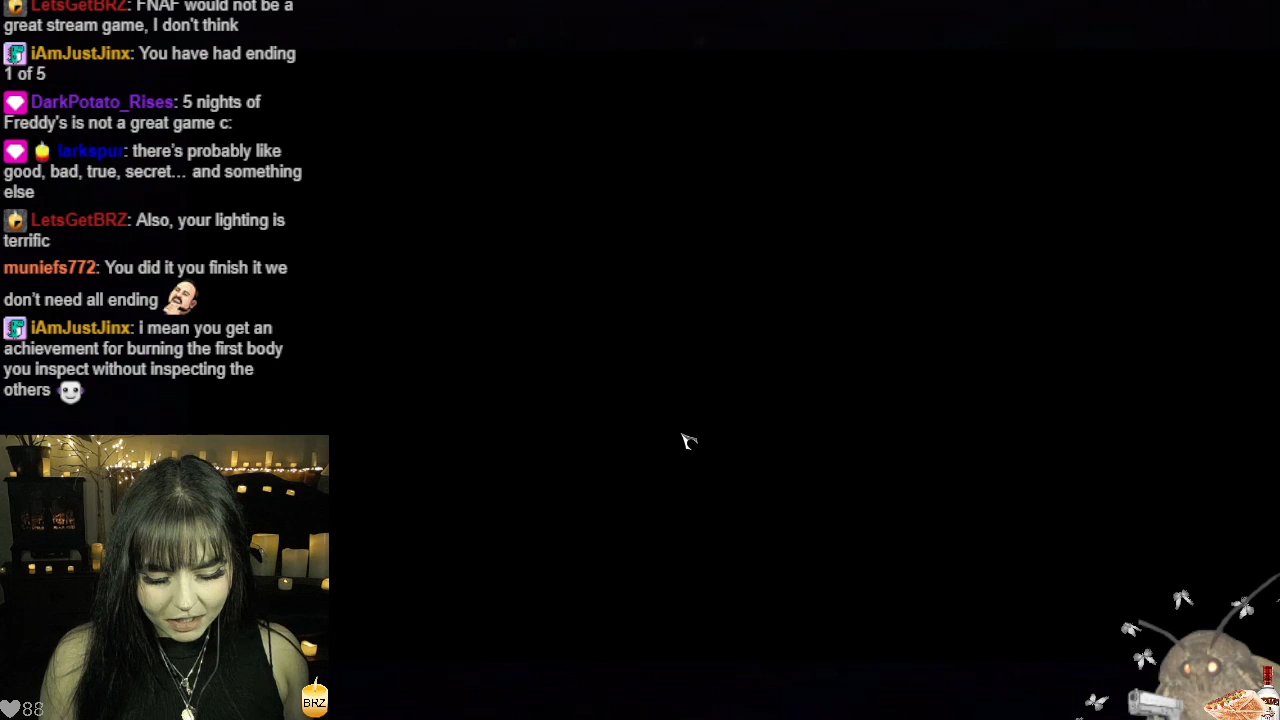 LetsGetBRZ: FNAF would not be a
great stream game, I don't think
iAmJustJinx: You have had ending
1 of 5
DarkPotato_Rises: 5 nights of
Freddy's is not a great game c:
larkspur: there's probably like
good, bad, true, secret... and something
else
LetsGetBRZ: Also, your lighting is
terrific
muniefs772: You did it you finish it we
don't need all ending
iAmJustJinx: i mean you get an
achievement for burning the first body
you inspect without inspecting the
others
BRZ
88